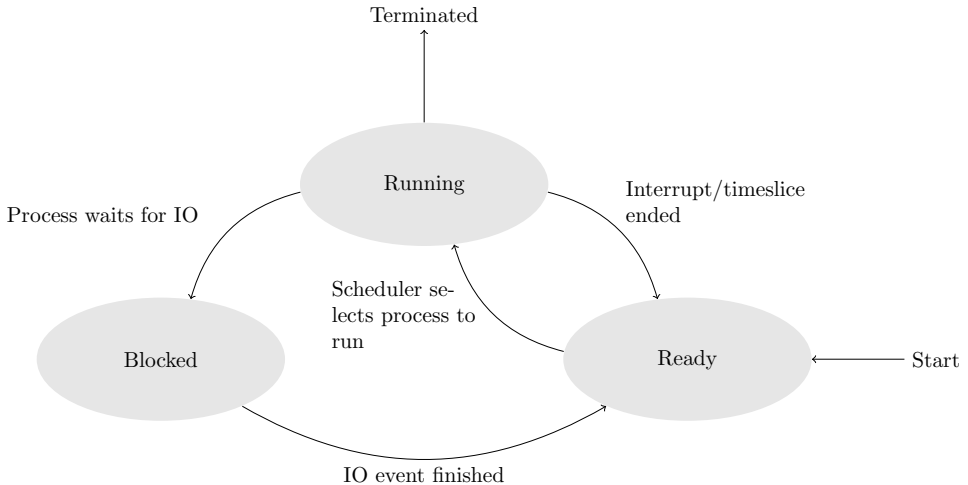 Terminated
Running
Interrupt/timeslice
ended
Process waits for IO
Scheduler se-
lects process to
run
Blocked
Ready
Start
IO event finished